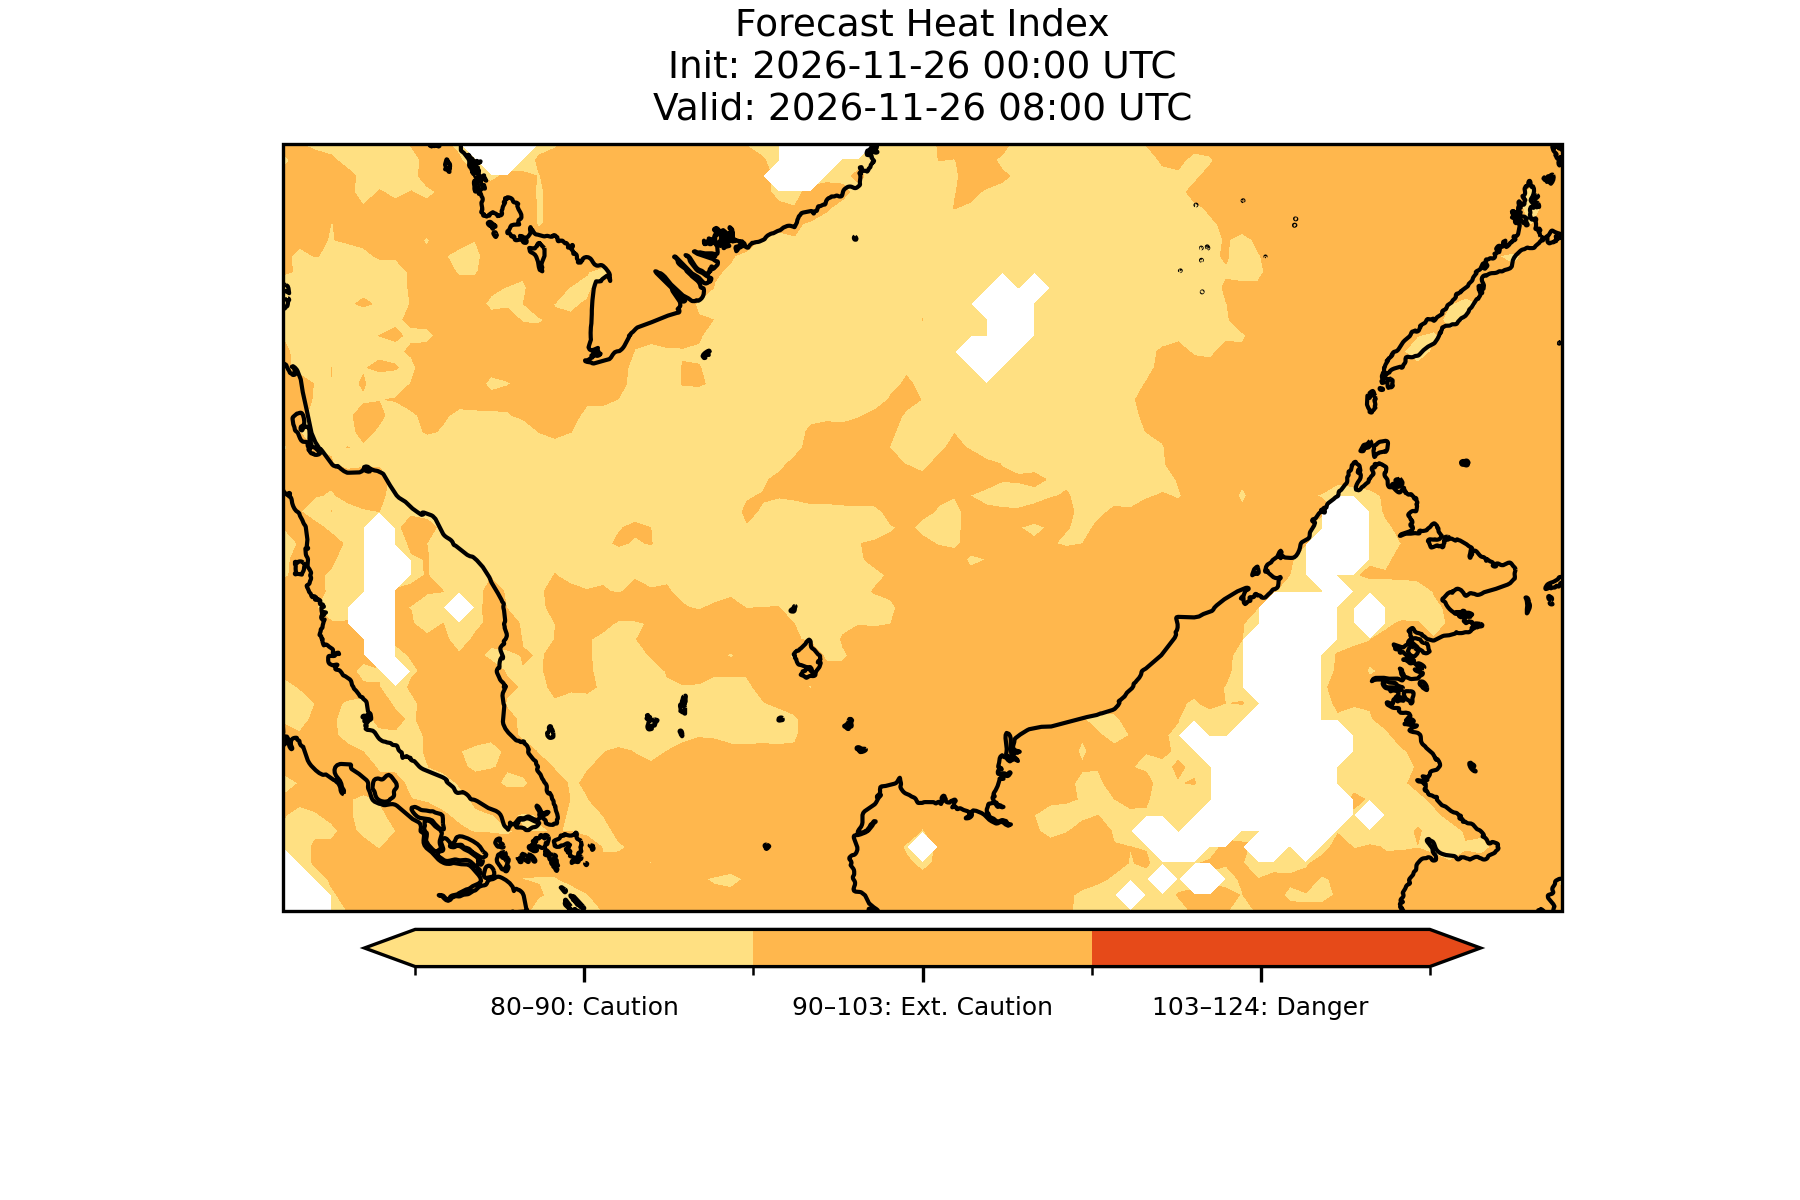 Forecast Heat Index
Init: 2026-11-26 00:00 UTC
Valid: 2026-11-26 08:00 UTC
80–90: Caution
90–103: Ext. Caution
103–124: Danger